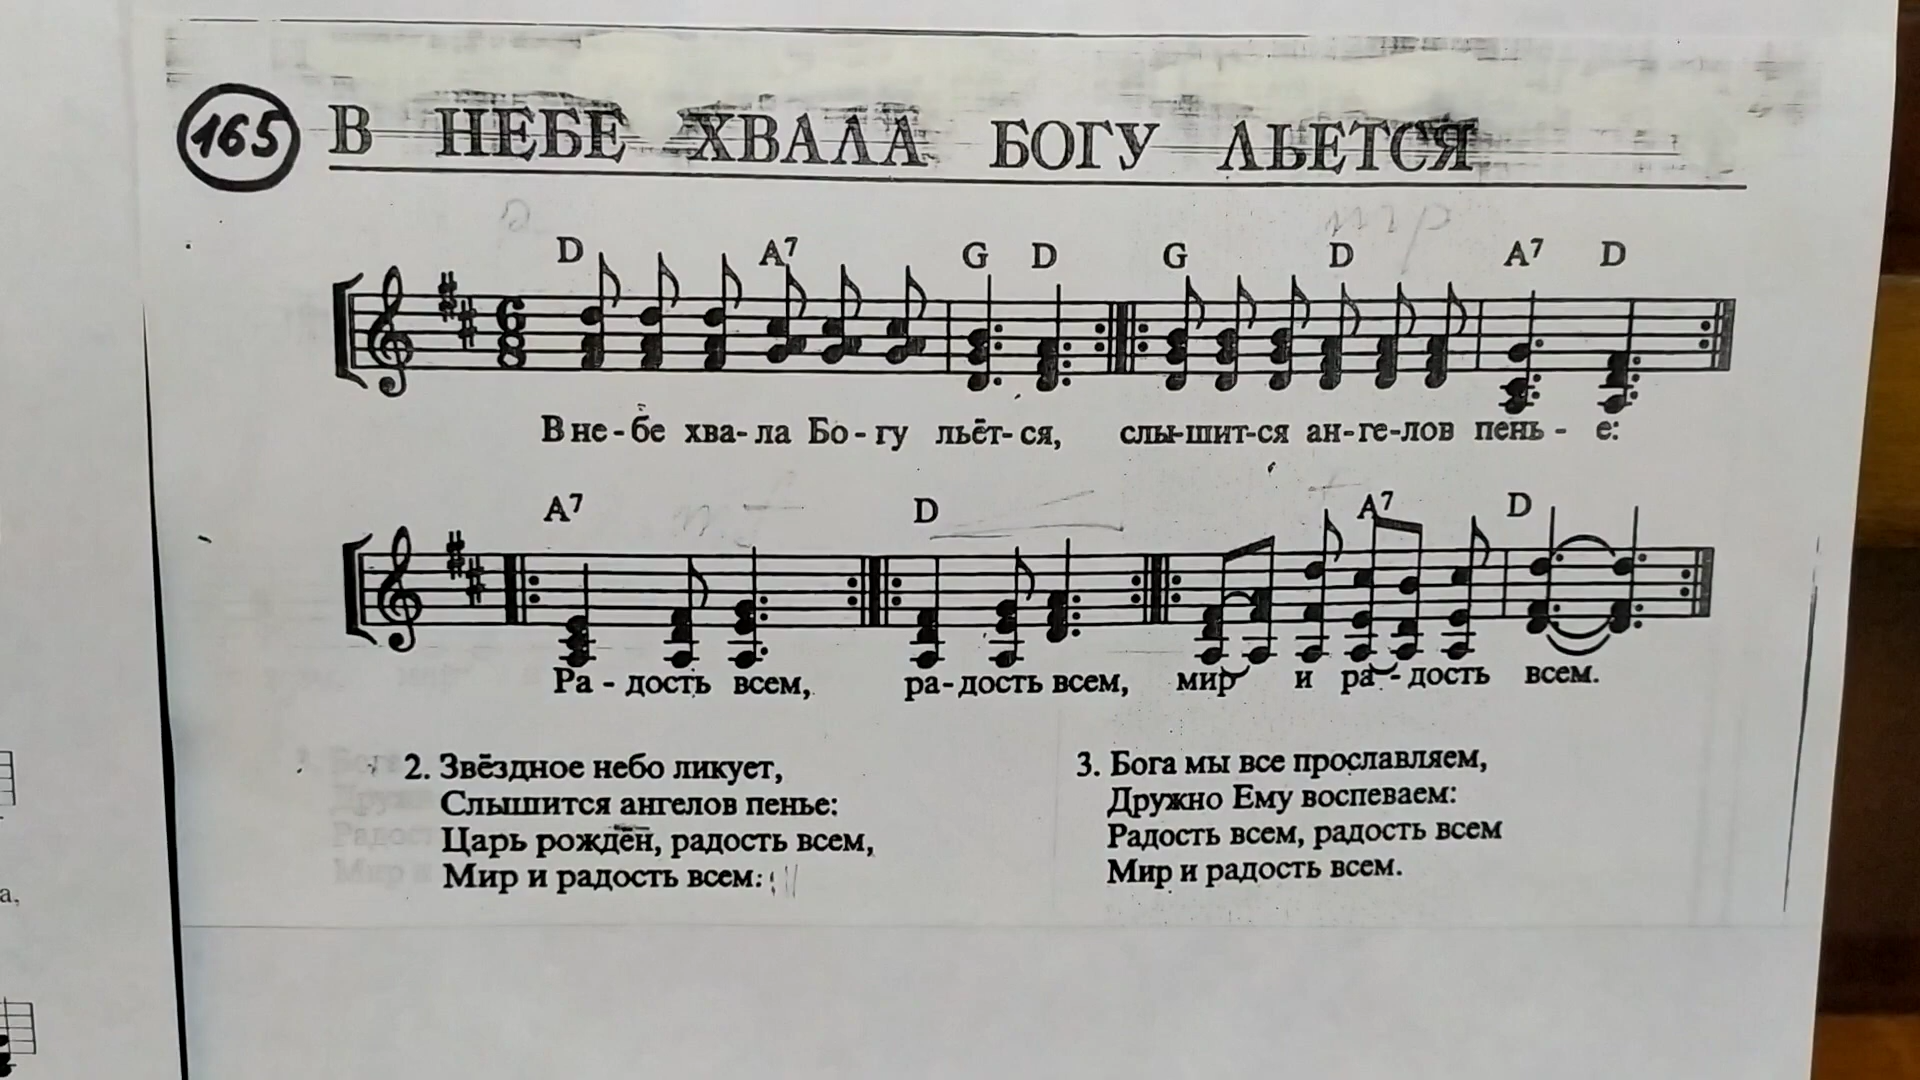 165 В НЕБЕ ХВАЛА БОГУ ЛЬЕТСЯ
D A7 G D G D A7 D
6
8
В не - бе хва- ла Бо - гу льёт- ся, слы-шит-ся ан-ге-лов пень - е:
A7 D A7 D
Ра - дость всем, ра-дость всем, мир и ра - дость всем.
2. Звёздное небо ликует,
Слышится ангелов пенье:
Царь рождён, радость всем,
Мир и радость всем:
3. Бога мы все прославляем,
Дружно Ему воспеваем:
Радость всем, радость всем
Мир и радость всем.
а,